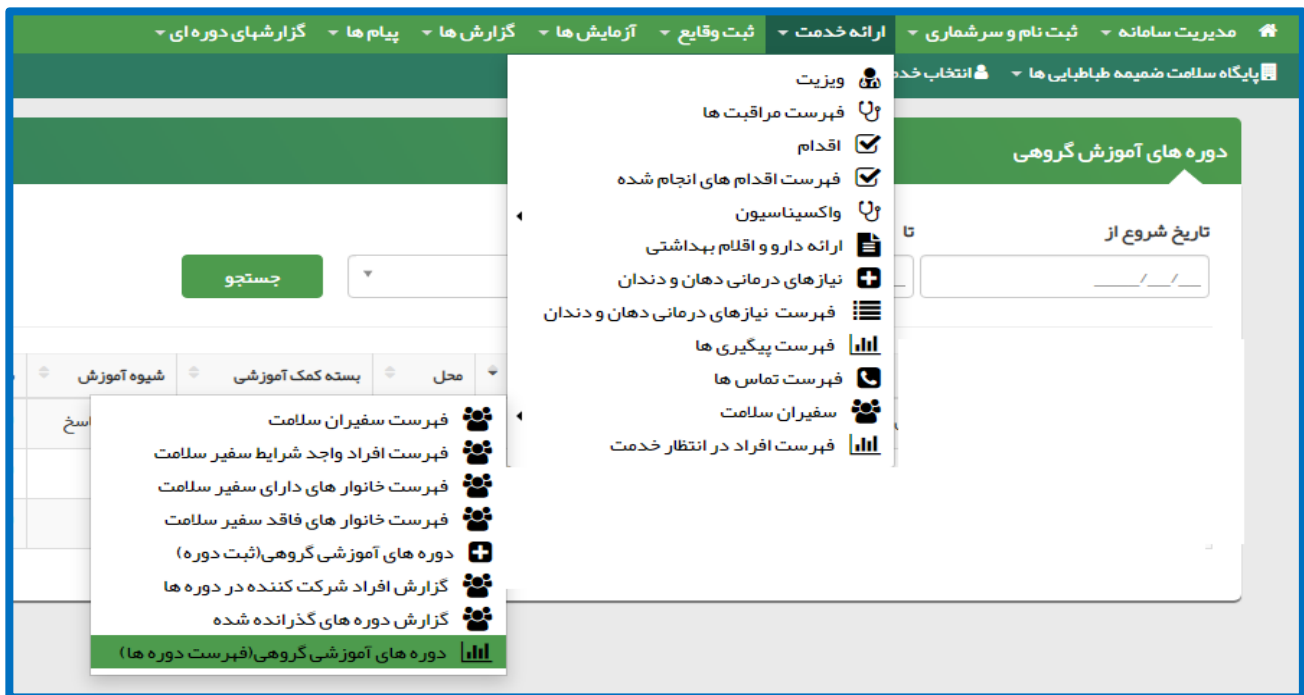 مدیریت سامانه ثبت نام و سرشماری ارائه خدمت ثبت وقایع آزمایش ها گزارش ها پیام ها گزارشهای دوره ای
پایگاه سلامت ضمیمه طباطبایی ها انتخاب
دوره های آموزش گروهی
تاریخ شروع از
تا
__/__/____
جستجو
محل
بسته کمک آموزشی
شیوه آموزش
ویزیت
فهرست مراقبت ها
اقدام
فهرست اقدام های انجام شده
واکسیناسیون
ارائه دارو و اقلام بهداشتی
نیازهای درمانی دهان و دندان
فهرست نیازهای درمانی دهان و دندان
فهرست پیگیری ها
فهرست تماس ها
سفیران سلامت
فهرست افراد در انتظار خدمت
فهرست سفیران سلامت
فهرست افراد واجد شرایط سفیر سلامت
فهرست خانوار های دارای سفیر سلامت
فهرست خانوار های فاقد سفیر سلامت
دوره های آموزشی گروهی(ثبت دوره)
گزارش افراد شرکت کننده در دوره ها
گزارش دوره های گذرانده شده
دوره های آموزشی گروهی(فهرست دوره ها)